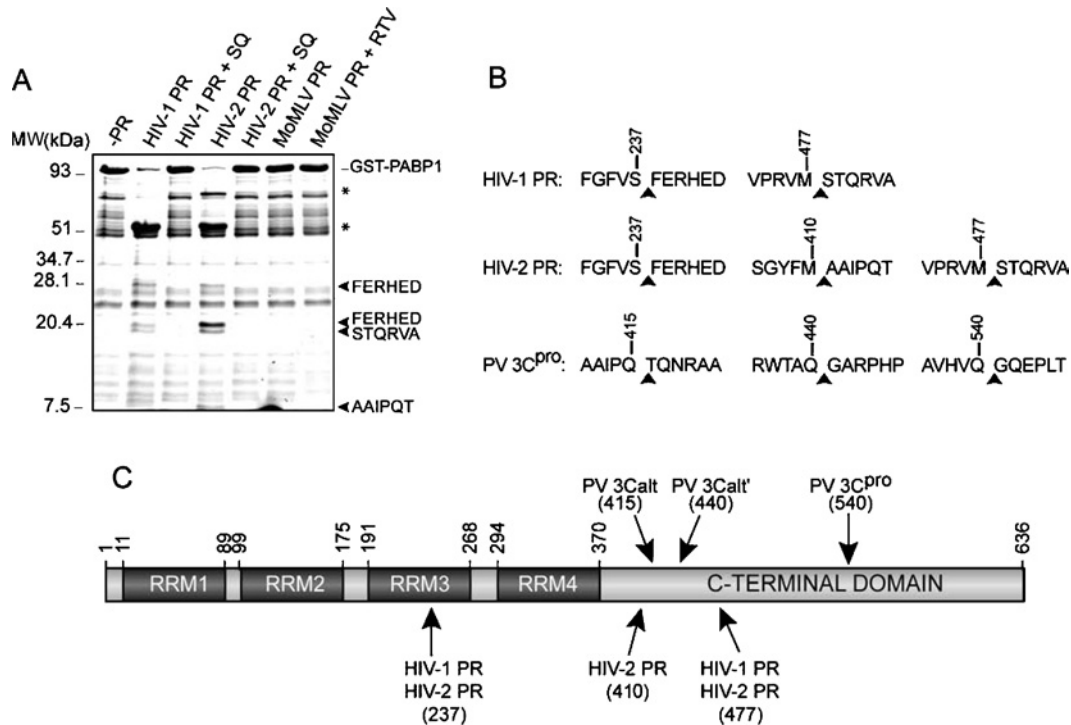 A
-PR
HIV-1 PR
HIV-1 PR + SQ
HIV-2 PR
HIV-2 PR + SQ
MoMLV PR
MoMLV PR + RTV
MW(kDa)
93
51
34.7
28.1
20.4
7.5
GST-PABP1
*
*
FERHED
FERHED
STQRVA
AAIPQT
B
237 477
HIV-1 PR: FGFVS FERHED VPRVM STQRVA
237 410 477
HIV-2 PR: FGFVS FERHED SGYFM AAIPQT VPRVM STQRVA
415 440 540
PV 3Cpro: AAIPQ TQNRAA RWTAQ GARPHP AVHVQ GQEPLT
C
PV 3Calt PV 3Calt' PV 3Cpro
(415) (440) (540)
1 11 89 99 175 191 268 294 370 636
RRM1 RRM2 RRM3 RRM4 C-TERMINAL DOMAIN
HIV-1 PR HIV-2 PR HIV-1 PR
HIV-2 PR (410) HIV-2 PR
(237) (477)